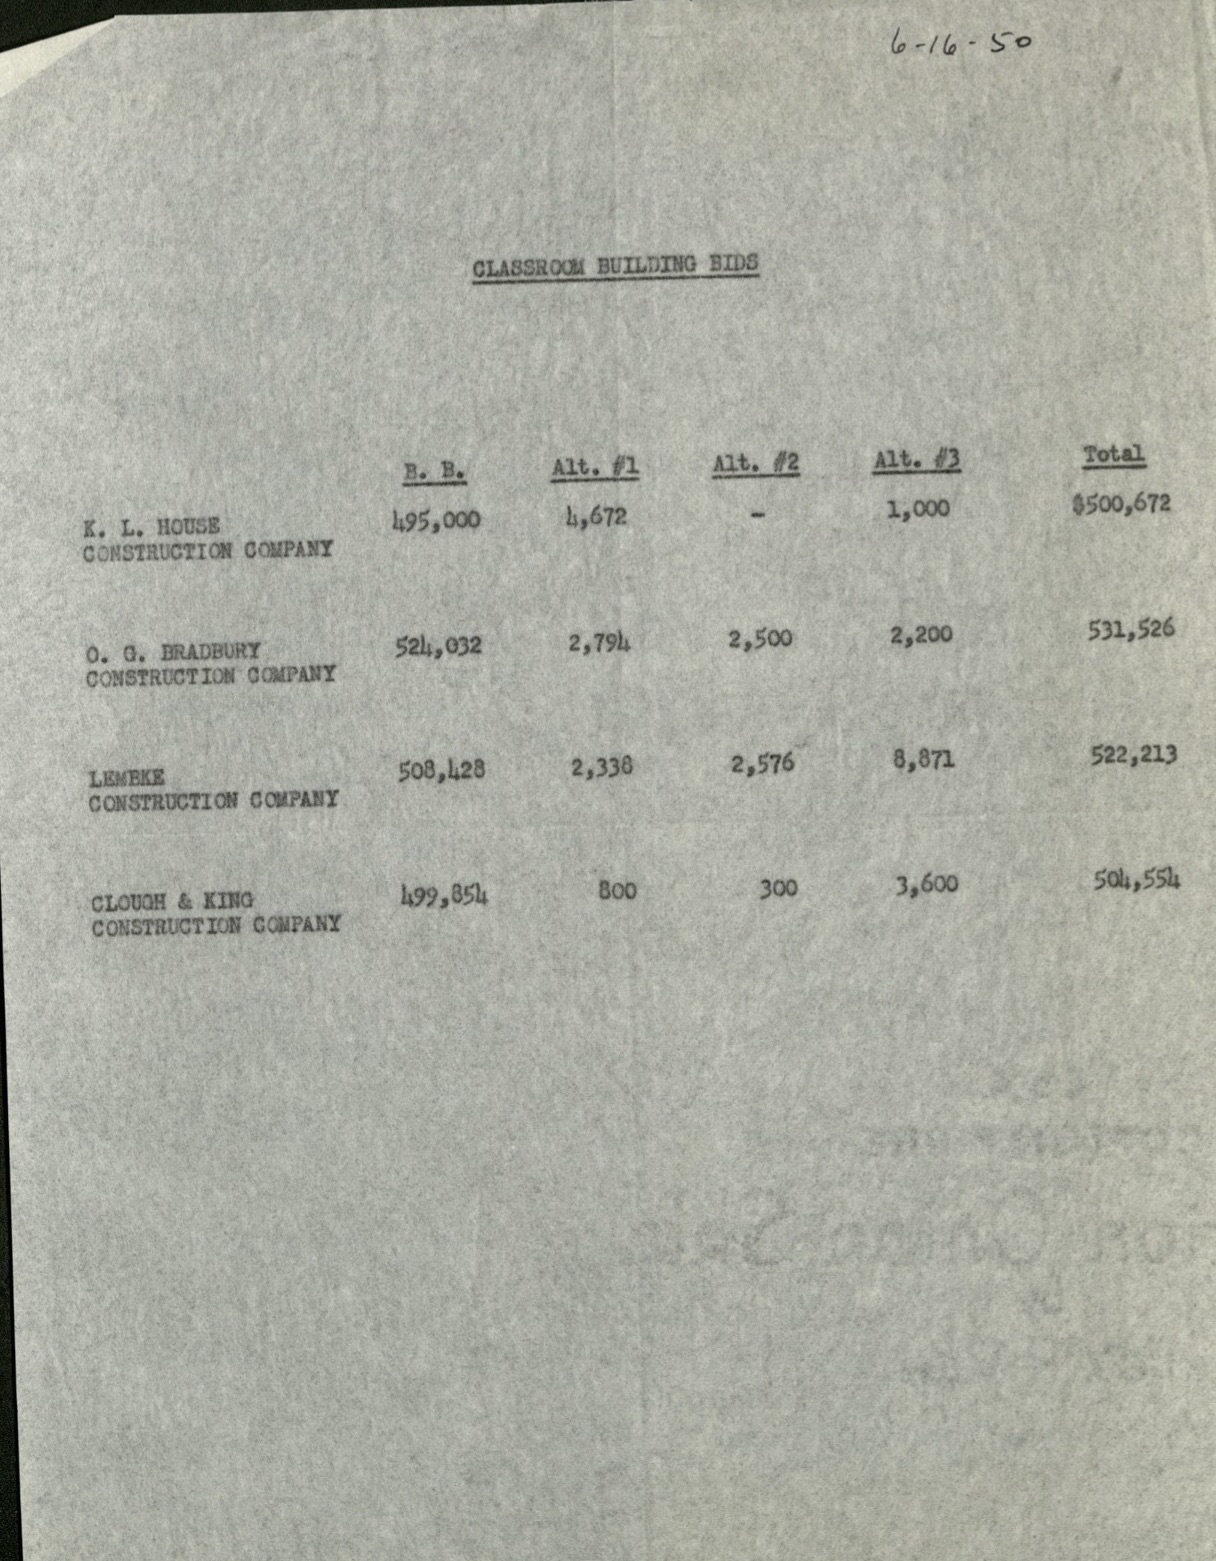 6-16-50
CLASSROOM BUILDING BIDS
B. B. Alt. #1 Alt. #2 Alt. #3 Total
K. L. HOUSE 495,000 4,672 - 1,000 $500,672
CONSTRUCTION COMPANY
O. G. BRADBURY 524,032 2,794 2,500 2,200 531,526
CONSTRUCTION COMPANY
LEMBKE 508,428 2,338 2,576 8,871 522,213
CONSTRUCTION COMPANY
CLOUGH & KING 499,854 800 300 3,600 504,554
CONSTRUCTION COMPANY